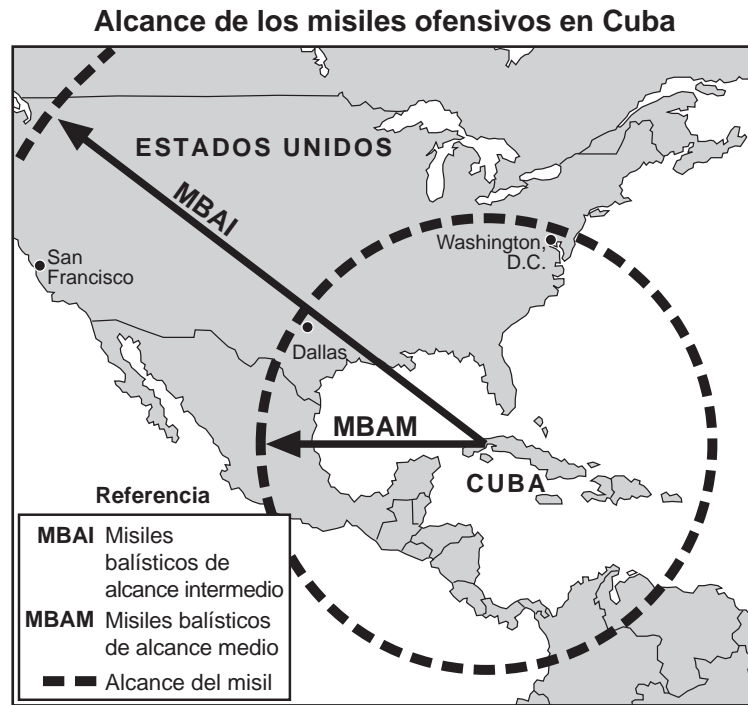 Alcance de los misiles ofensivos en Cuba
ESTADOS UNIDOS
MBAI
San
Francisco
Washington,
D.C.
Dallas
MBAM
CUBA
Referencia
MBAI Misiles
balísticos de
alcance intermedio
MBAM Misiles balísticos
de alcance medio
Alcance del misil